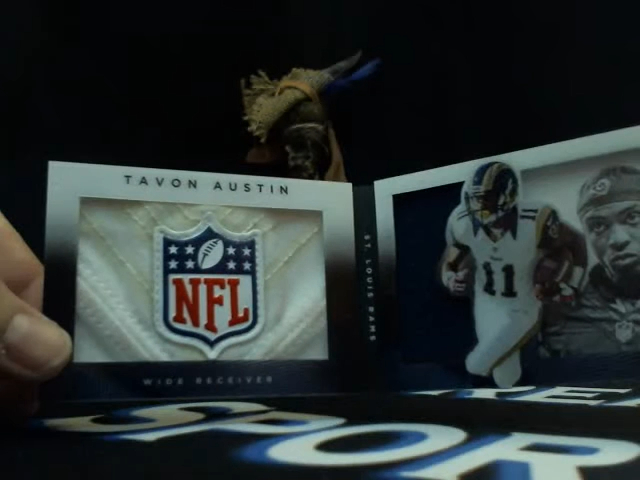 TAVON AUSTIN
NFL
WIDE RECEIVER
ST. LOUIS RAMS
11
SPOR